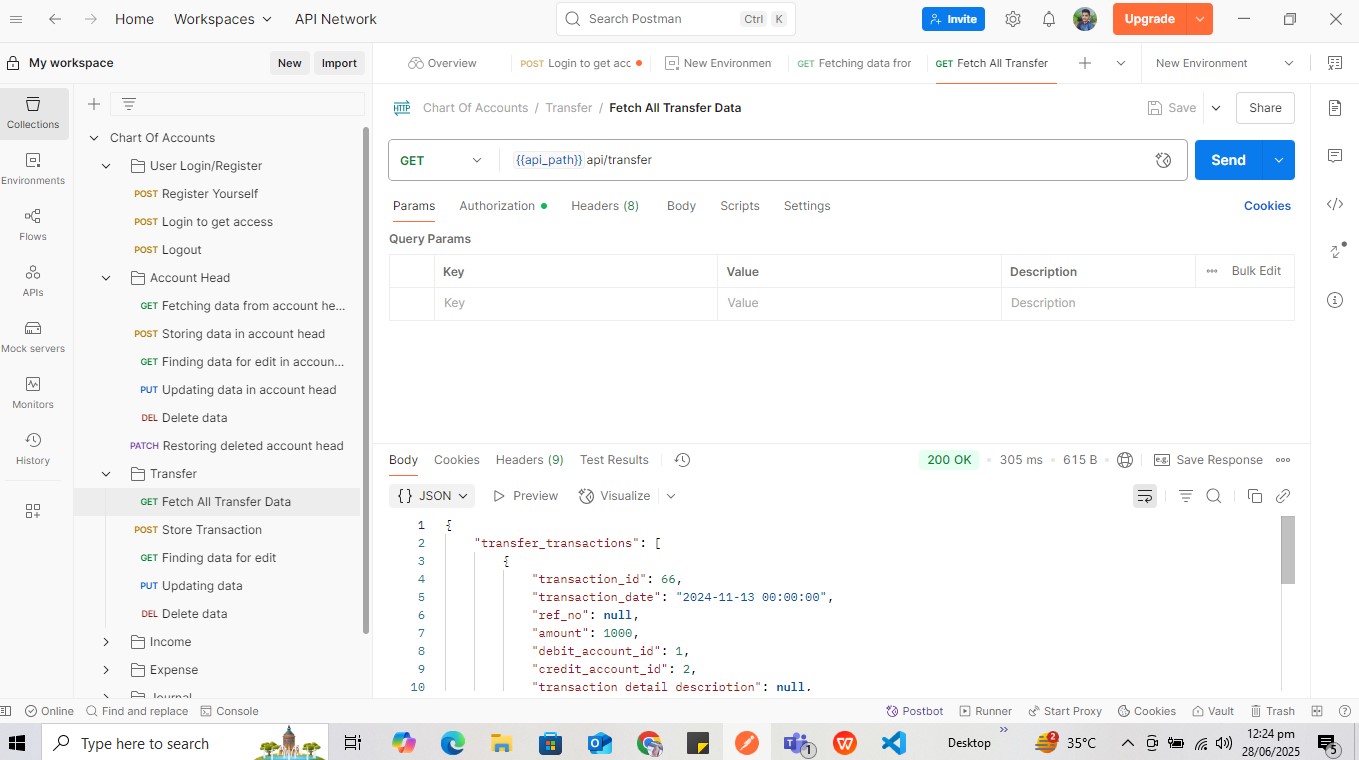 Home
Workspaces
API Network
Search Postman
Ctrl
K
Invite
Upgrade
My workspace
New
Import
Overview
POST Login to get acc
New Environmen
GET Fetching data fror
GET Fetch All Transfer
New Environment
Collections
Environments
Flows
APIs
Mock servers
Monitors
History
Chart Of Accounts
User Login/Register
POST Register Yourself
POST Login to get access
POST Logout
Account Head
GET Fetching data from account he...
POST Storing data in account head
GET Finding data for edit in accoun...
PUT Updating data in account head
DEL Delete data
PATCH Restoring deleted account head
Transfer
GET Fetch All Transfer Data
POST Store Transaction
GET Finding data for edit
PUT Updating data
DEL Delete data
Income
Expense
Journal
HTTP
Chart Of Accounts / Transfer / Fetch All Transfer Data
Save
Share
GET
{{api_path}} api/transfer
Send
Params
Authorization
Headers (8)
Body
Scripts
Settings
Cookies
Query Params
Key
Value
Description
Bulk Edit
Key
Value
Description
Body
Cookies
Headers (9)
Test Results
200 OK
305 ms
615 B
e.g.
Save Response
{} JSON
Preview
Visualize
1 {
2 "transfer_transactions": [
3 {
4 "transaction_id": 66,
5 "transaction_date": "2024-11-13 00:00:00",
6 "ref_no": null,
7 "amount": 1000,
8 "debit_account_id": 1,
9 "credit_account_id": 2,
10 "transaction_detail_description": null,
Online
Find and replace
Console
Postbot
Runner
Start Proxy
Cookies
Vault
Trash
Type here to search
1
Desktop
2
35°C
12:24 pm
28/06/2025
5